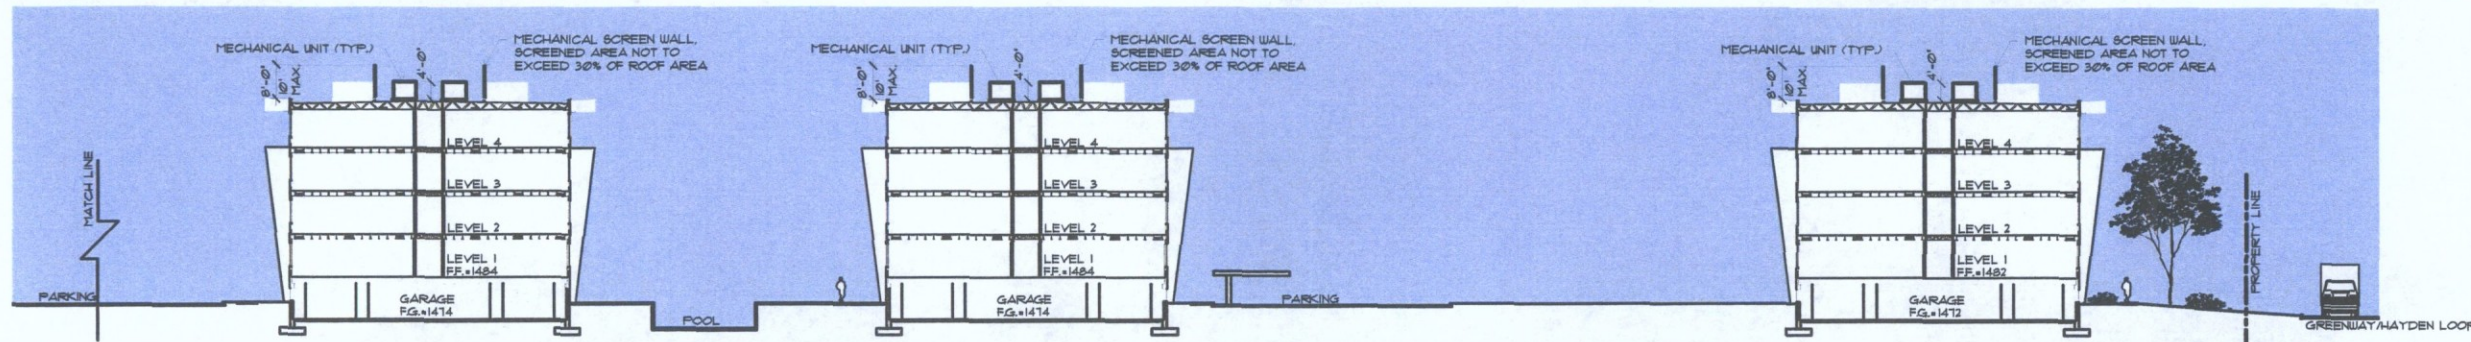 MECHANICAL UNIT (TYP.)
8'-0"
10'
MAX.
4'-0"
MECHANICAL SCREEN WALL,
SCREENED AREA NOT TO
EXCEED 30% OF ROOF AREA
MATCH LINE
LEVEL 4
LEVEL 3
LEVEL 2
LEVEL 1
F.F.=1484
GARAGE
F.G.=1474
PARKING
POOL
MECHANICAL UNIT (TYP.)
8'-0"
10'
MAX.
4'-0"
MECHANICAL SCREEN WALL,
SCREENED AREA NOT TO
EXCEED 30% OF ROOF AREA
LEVEL 4
LEVEL 3
LEVEL 2
LEVEL 1
F.F.=1484
GARAGE
F.G.=1474
PARKING
MECHANICAL UNIT (TYP.)
8'-0"
10'
MAX.
4'-0"
MECHANICAL SCREEN WALL,
SCREENED AREA NOT TO
EXCEED 30% OF ROOF AREA
LEVEL 4
LEVEL 3
LEVEL 2
LEVEL 1
F.F.=1482
GARAGE
F.G.=1472
PROPERTY LINE
GREENWAY/HAYDEN LOOP